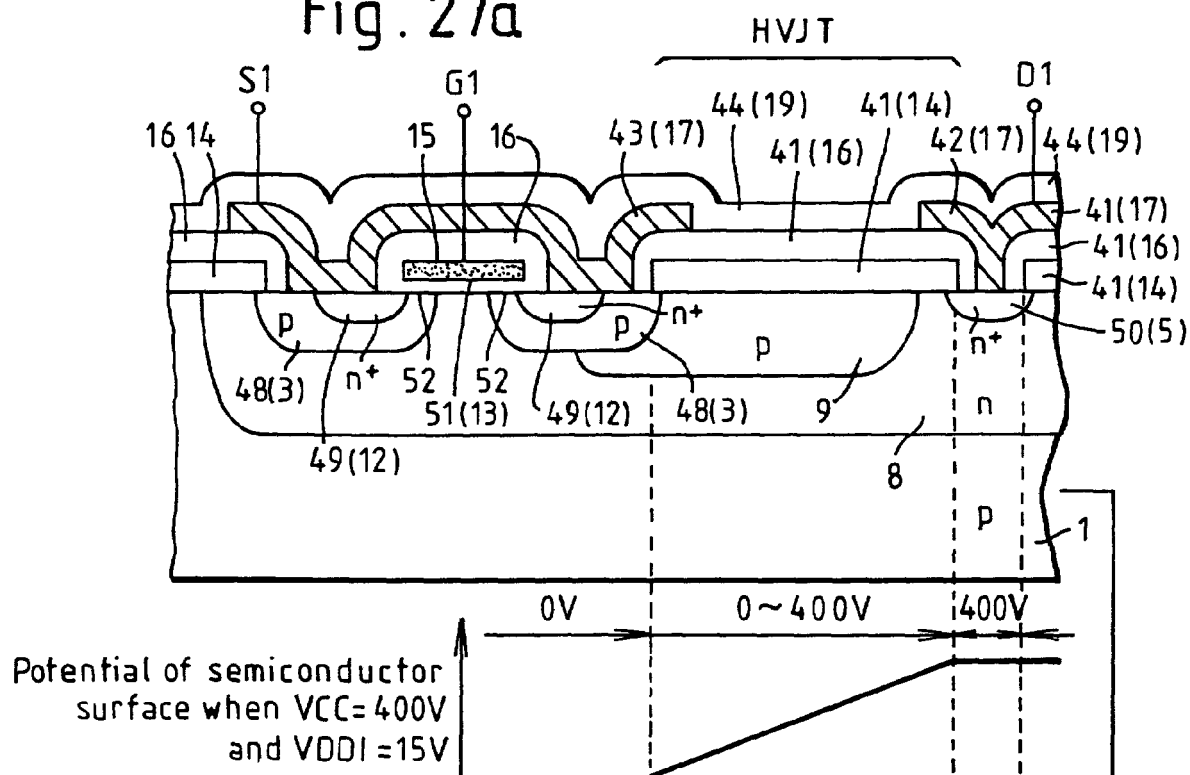 Fig. 27a
HVJT
S1
G1
D1
44(19)
41(14)
16 14
15
16
43(17)
41(16)
42(17)
44(19)
41(17)
41(16)
41(14)
p
n+
p
n+
p
n+
50(5)
48(3)
52
52
51(13)
49(12)
48(3)
9
n
49(12)
8
p
1
0V
0~400V
400V
Potential of semiconductor
surface when VCC=400V
and VDD1=15V